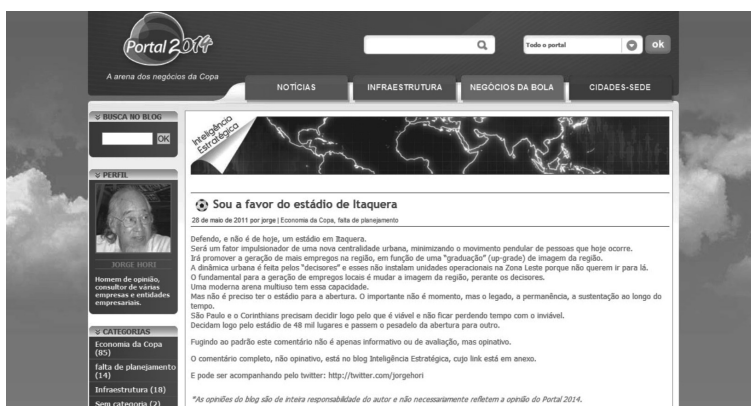 Portal 2014
A arena dos negócios da Copa
Todo o portal
ok
NOTÍCIAS
INFRAESTRUTURA
NEGÓCIOS DA BOLA
CIDADES-SEDE
BUSCA NO BLOG
OK
PERFIL
JORGE HORI
Homem de opinião,
consultor de várias
empresas e entidades
empresariais.
CATEGORIAS
Economia da Copa
(85)
falta de planejamento
(14)
Infraestrutura (18)
Sem categoria (2)
Inteligência
Estratégica
Sou a favor do estádio de Itaquera
28 de maio de 2011 por jorge | Economia da Copa, falta de planejamento
Defendo, e não é de hoje, um estádio em Itaquera.
Será um fator impulsionador de uma nova centralidade urbana, minimizando o movimento pendular de pessoas que hoje ocorre.
Irá promover a geração de mais empregos na região, em função de uma "graduação" (up-grade) de imagem da região.
A dinâmica urbana é feita pelos "decisores" e esses não instalam unidades operacionais na Zona Leste porque não querem ir para lá.
O fundamental para a geração de empregos locais é mudar a imagem da região, perante os decisores.
Uma moderna arena multiuso tem essa capacidade.
Mas não é preciso ter o estádio para a abertura. O importante não é momento, mas o legado, a permanência, a sustentação ao longo do
tempo.
São Paulo e o Corinthians precisam decidir logo pelo que é viável e não ficar perdendo tempo com o inviável.
Decidam logo pelo estádio de 48 mil lugares e passem o pesadelo da abertura para outro.
Fugindo ao padrão este comentário não é apenas informativo ou de avaliação, mas opinativo.
O comentário completo, não opinativo, está no blog Inteligência Estratégica, cujo link está em anexo.
E pode ser acompanhando pelo twitter: http://twitter.com/jorgehori
*As opiniões do blog são de inteira responsabilidade do autor e não necessariamente refletem a opinião do Portal 2014.